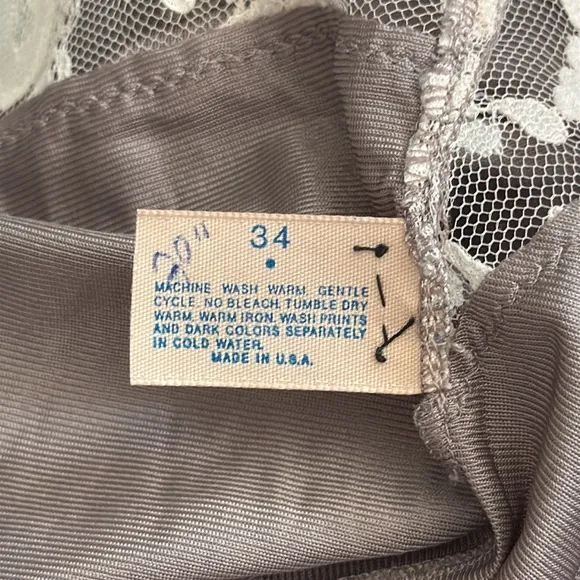 20"
34
MACHINE WASH WARM, GENTLE
CYCLE. NO BLEACH. TUMBLE DRY
WARM. WARM IRON. WASH PRINTS
AND DARK COLORS SEPARATELY
IN COLD WATER.
MADE IN U.S.A.